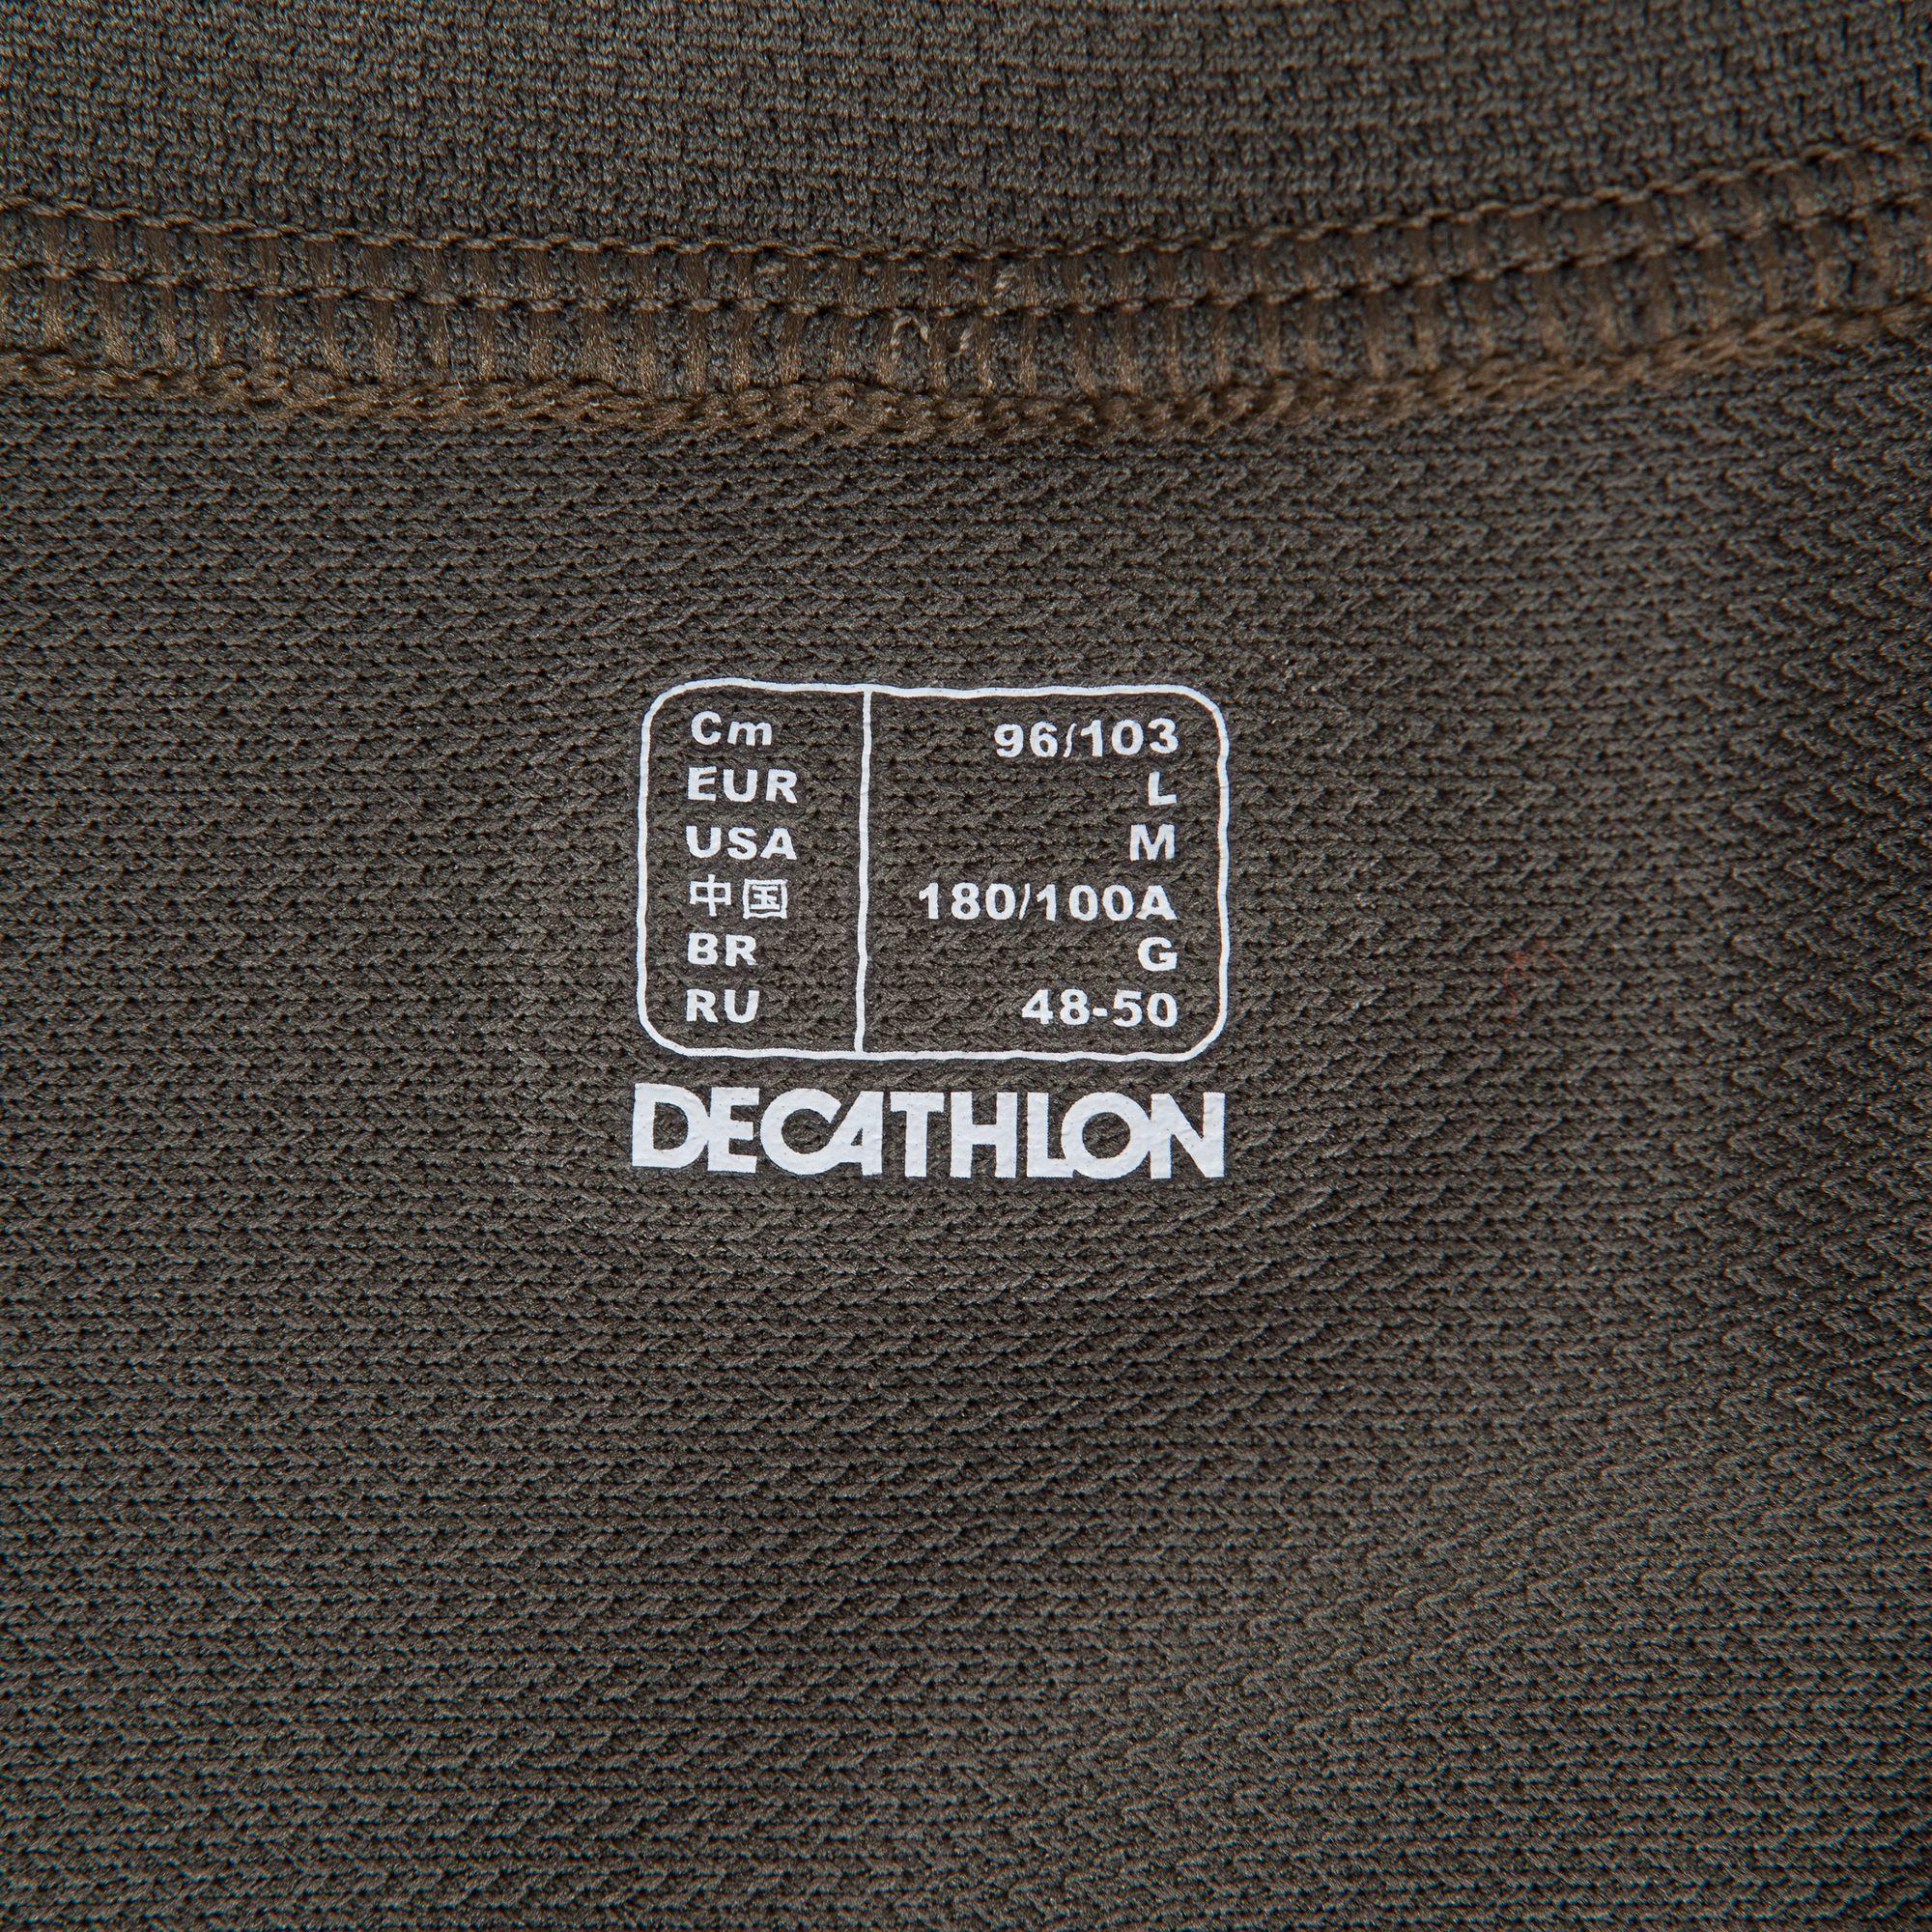 Cm 96/103
EUR L
USA M
中国 180/100A
BR G
RU 48-50
DECATHLON